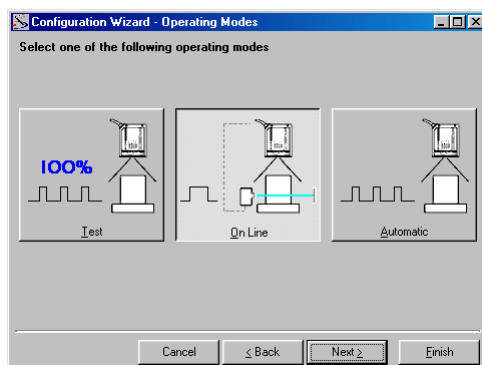 Configuration Wizard - Operating Modes
Select one of the following operating modes
100%
Test
On Line
Automatic
Cancel
< Back
Next >
Finish